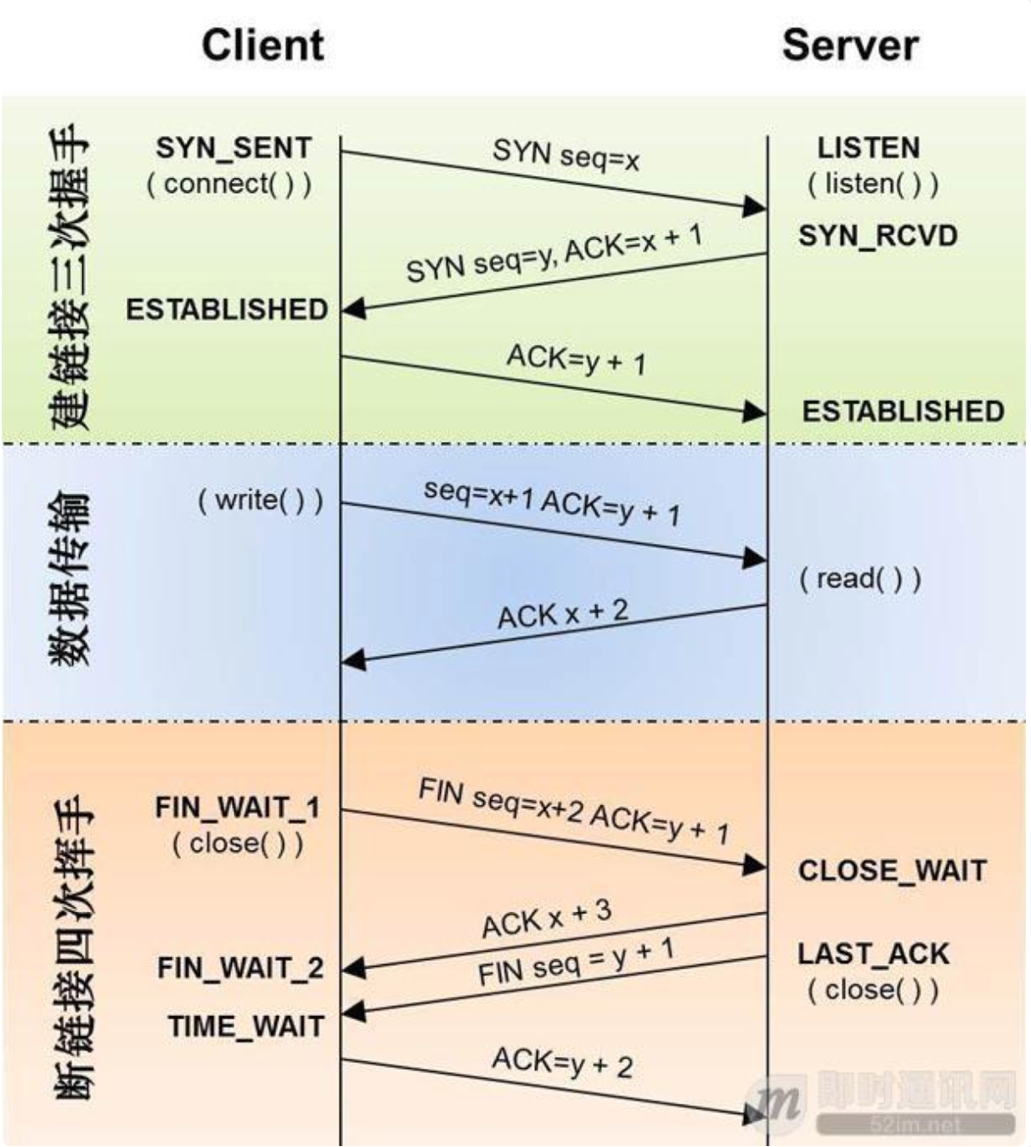 Client
Server
建链接三次握手
SYN_SENT
( connect( ) )
SYN seq=x
LISTEN
( listen( ) )
SYN_RCVD
SYN seq=y, ACK=x + 1
ESTABLISHED
ACK=y + 1
ESTABLISHED
数据传输
( write( ) )
seq=x+1 ACK=y + 1
( read( ) )
ACK x + 2
断链接四次挥手
FIN_WAIT_1
( close( ) )
FIN seq=x+2 ACK=y + 1
CLOSE_WAIT
ACK x + 3
FIN_WAIT_2
FIN seq = y + 1
LAST_ACK
( close( ) )
TIME_WAIT
ACK=y + 2
m
即时通讯网
52im.net